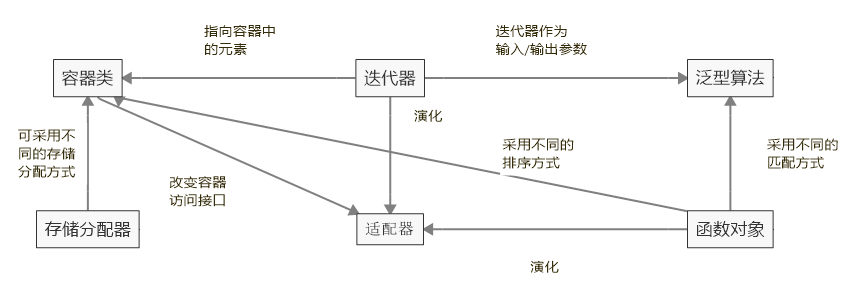 指向容器中
的元素
迭代器作为
输入/输出参数
容器类
迭代器
泛型算法
演化
可采用不
同的存储
分配方式
采用不同的
排序方式
采用不同的
匹配方式
改变容器
访问接口
存储分配器
适配器
函数对象
演化